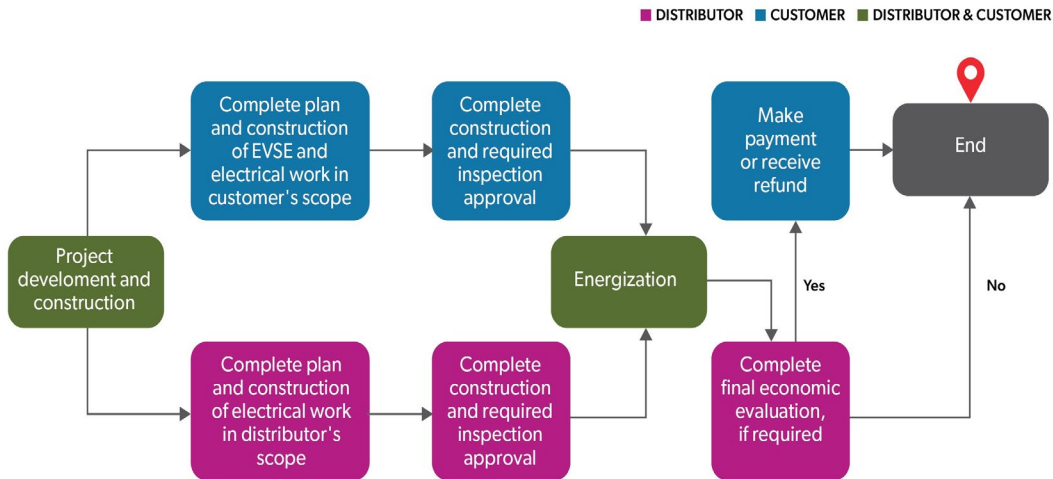 DISTRIBUTOR CUSTOMER DISTRIBUTOR & CUSTOMER
Complete plan
and construction
of EVSE and
electrical work in
customer's scope
Complete
construction
and required
inspection
approval
Make
payment
or receive
refund
End
Project
develoment and
construction
Energization
Yes
No
Complete plan
and construction
of electrical work
in distributor's
scope
Complete
construction
and required
inspection
approval
Complete
final economic
evaluation,
if required